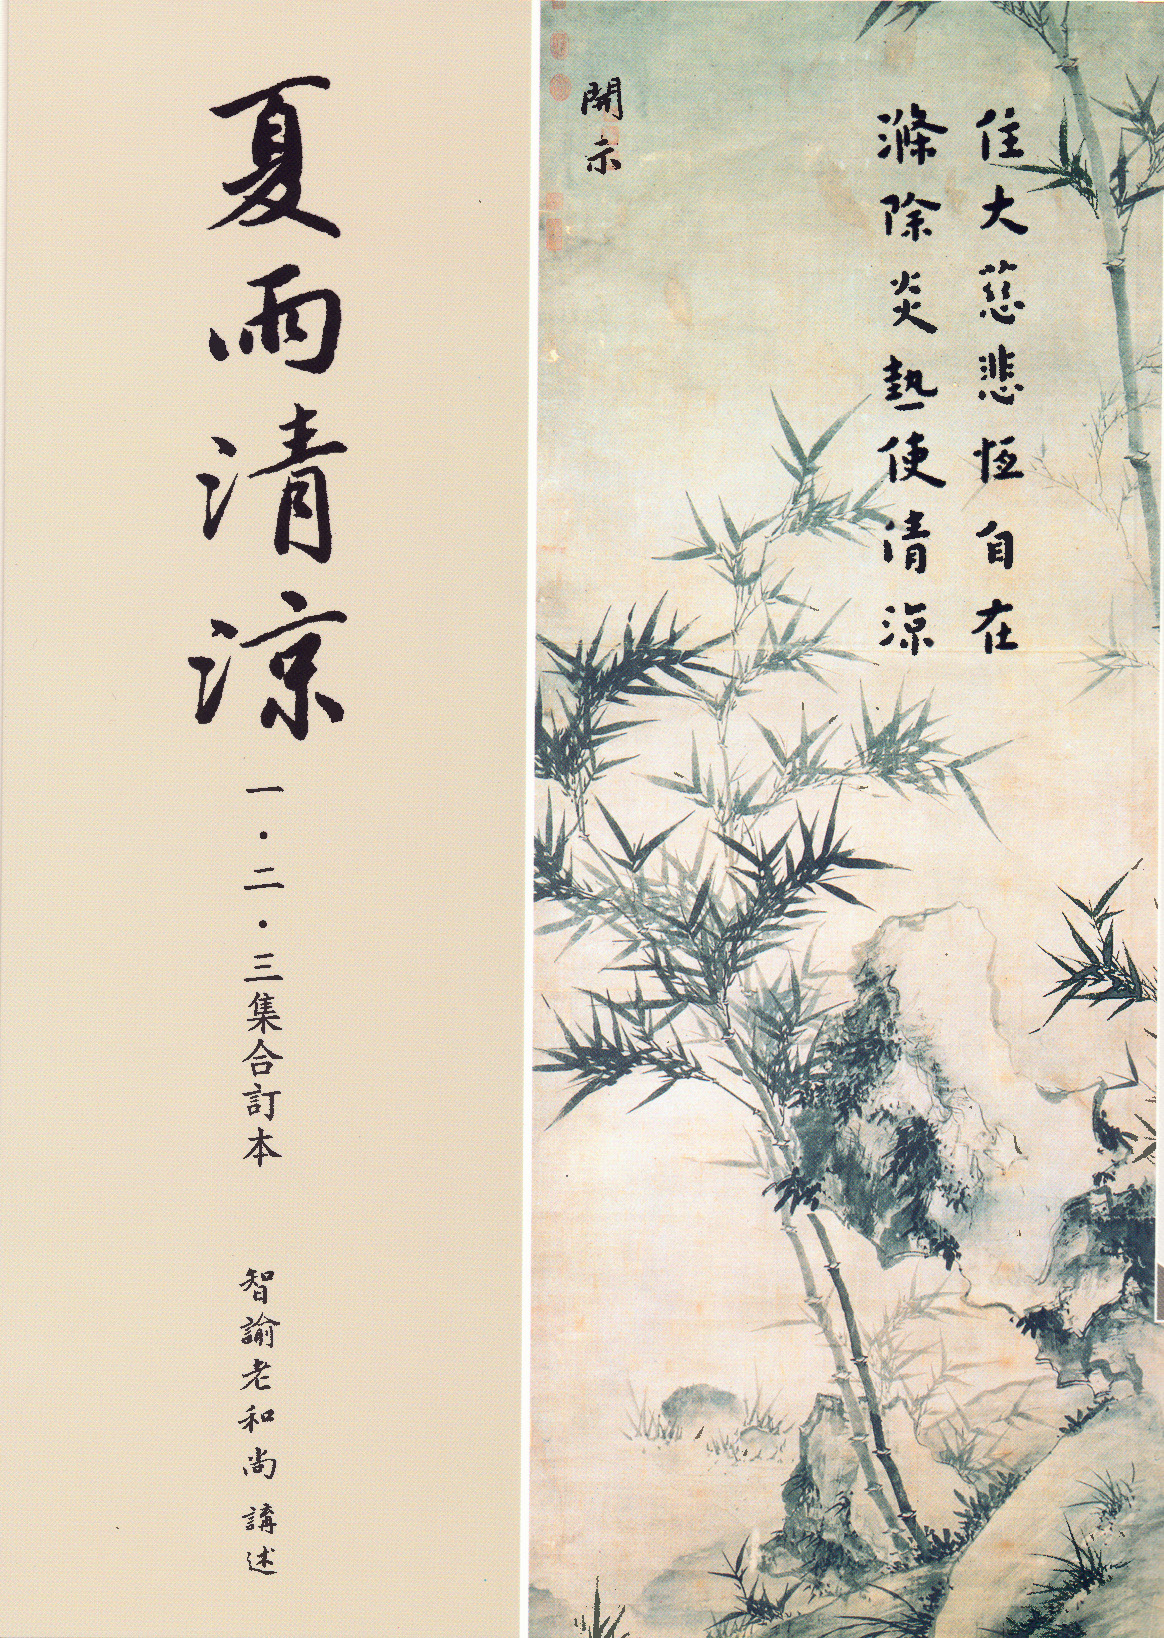 住大慈悲恆自在
滌除炎熱使清涼
開示
夏雨清涼
一・二・三集合訂本
智諭老和尚 講述